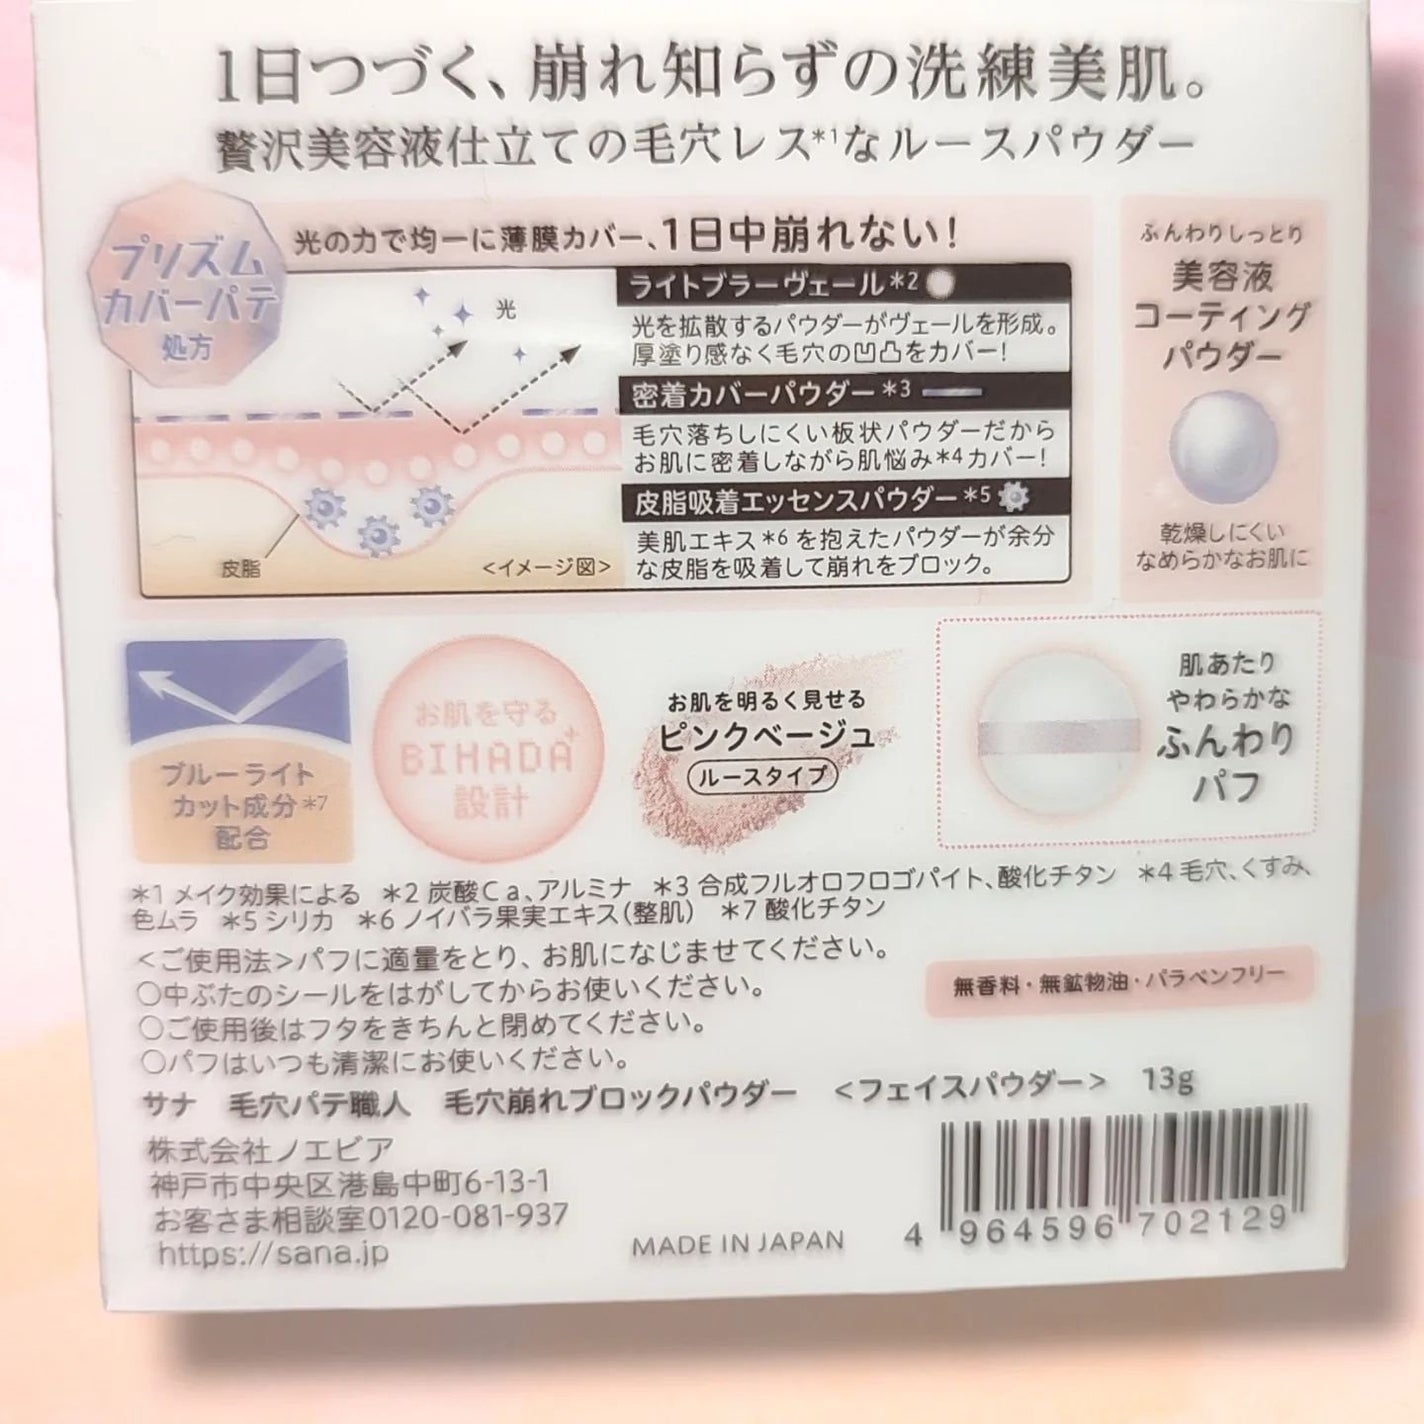 1日つづく、崩れ知らずの洗練美肌。
贅沢美容液仕立ての毛穴レス*1なルースパウダー
プリズム
カバーパテ
処方
光の力で均一に薄膜カバー、1日中崩れない!
光
皮脂
<イメージ図>
ライトブラーヴェール*2
光を拡散するパウダーがヴェールを形成。
厚塗り感なく毛穴の凹凸をカバー!
密着カバーパウダー*3
毛穴落ちしにくい板状パウダーだから
お肌に密着しながら肌悩み*4カバー!
皮脂吸着エッセンスパウダー*5
美肌エキス*6を抱えたパウダーが余分
な皮脂を吸着して崩れをブロック。
ふんわりしっとり
美容液
コーティング
パウダー
乾燥しにくい
なめらかなお肌に
ブルーライト
カット成分*7
配合
お肌を守る
BIHADA+
設計
お肌を明るく見せる
ピンクベージュ
ルースタイプ
肌あたり
やわらかな
ふんわり
パフ
*1 メイク効果による *2 炭酸Ca、アルミナ *3 合成フルオロフロゴパイト、酸化チタン *4 毛穴、くすみ、
色ムラ *5 シリカ *6 ノイバラ果実エキス(整肌) *7 酸化チタン
<ご使用法>パフに適量をとり、お肌になじませてください。
○中ぶたのシールをはがしてからお使いください。
○ご使用後はフタをきちんと閉めてください。
○パフはいつも清潔にお使いください。
無香料・無鉱物油・パラベンフリー
サナ 毛穴パテ職人 毛穴崩れブロックパウダー <フェイスパウダー> 13g
株式会社ノエビア
神戸市中央区港島中町6-13-1
お客さま相談室0120-081-937
https://sana.jp
MADE IN JAPAN
4 964596 702129